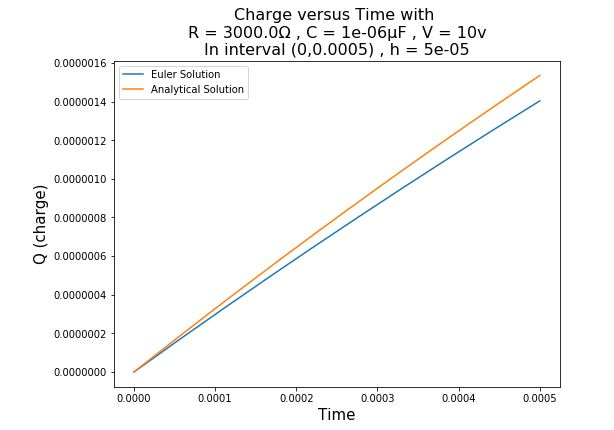 Charge versus Time with
R = 3000.0Ω , C = 1e-06μF , V = 10v
In interval (0,0.0005) , h = 5e-05
Euler Solution
Analytical Solution
Q (charge)
0.0000016
0.0000014
0.0000012
0.0000010
0.0000008
0.0000006
0.0000004
0.0000002
0.0000000
0.0000 0.0001 0.0002 0.0003 0.0004 0.0005
Time